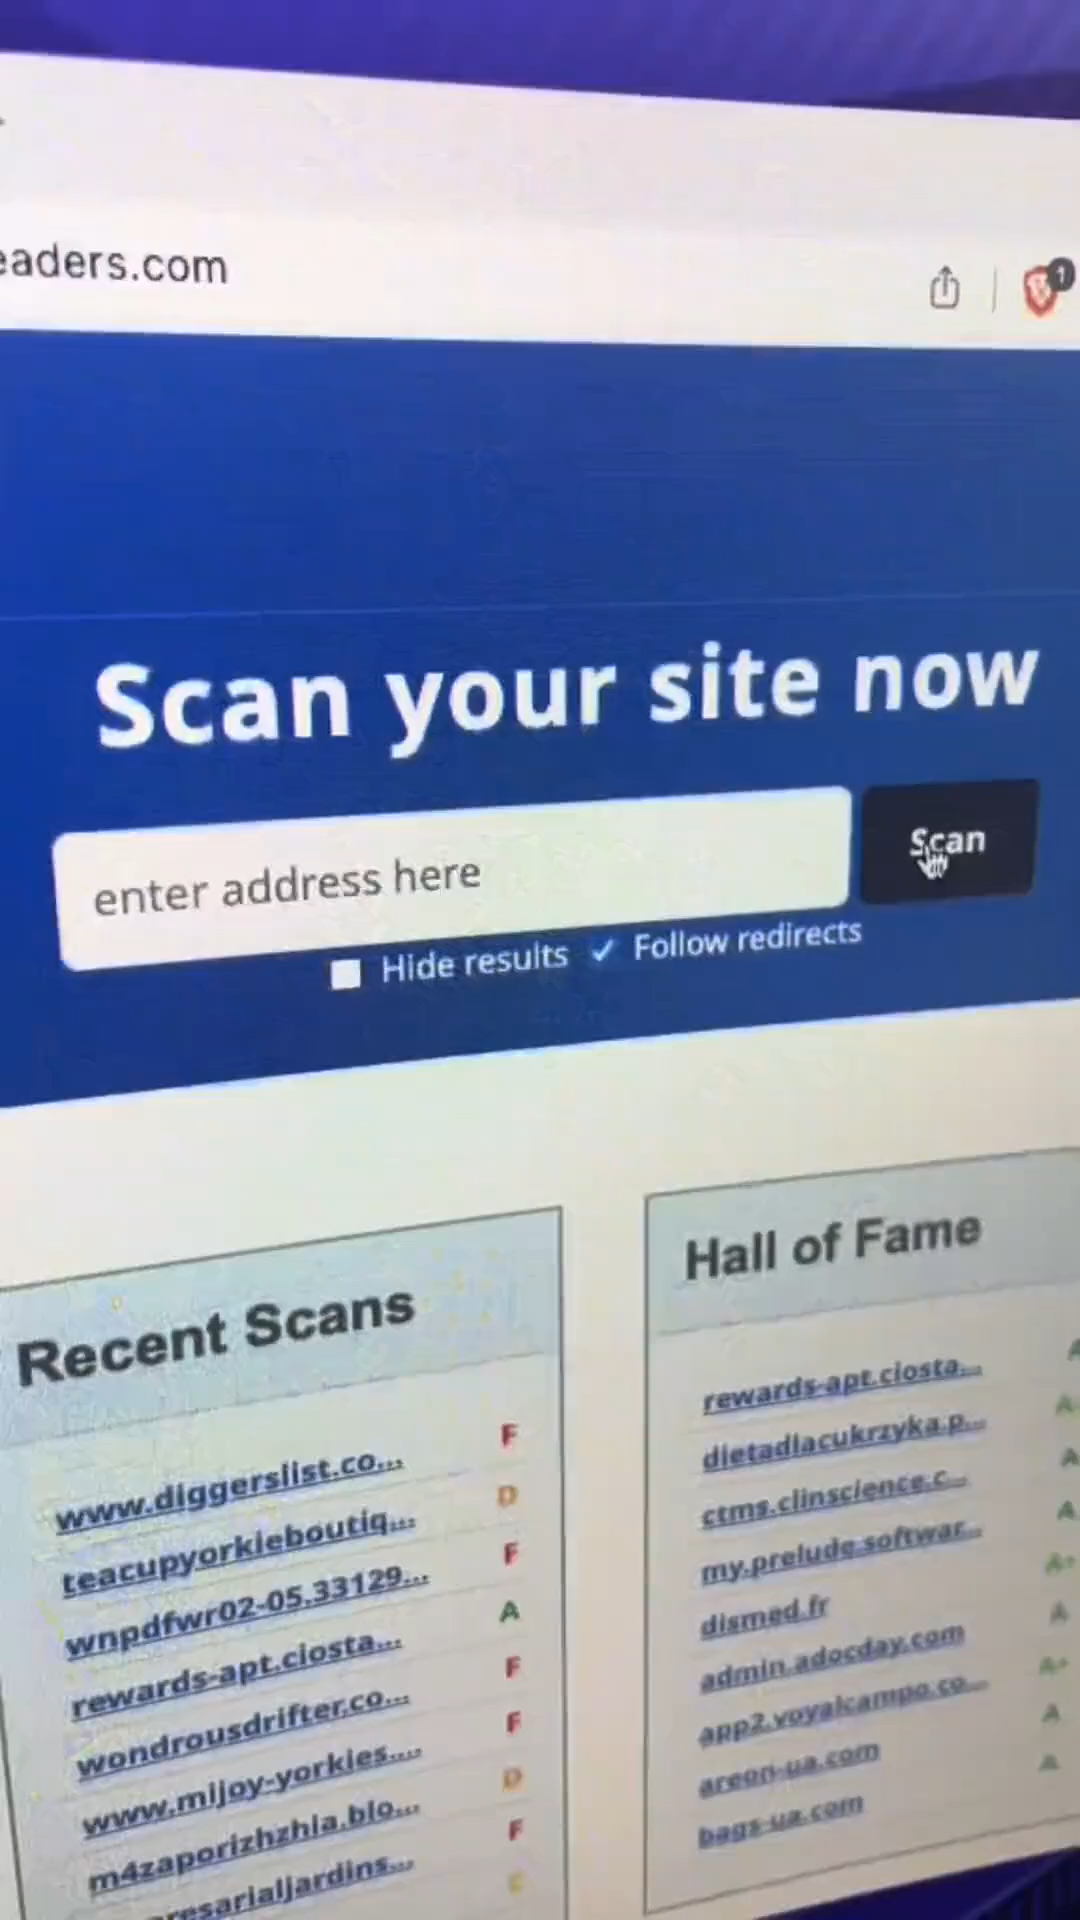 eaders.com
1
Scan your site now
enter address here
Scan
Hide results
Follow redirects
Recent Scans
www.diggerslist.co... F
teacupyorkieboutiq... D
wnpdfwr02-05.33129... F
rewards-apt.ciosta... A
wondrousdrifter.co... F
www.mijoy-yorkies.... F
m4zaporizhzhia.blo... D
resarialjardins... F
Hall of Fame
rewards-apt.ciosta... A
dietadlacukrzyka.p... A
ctms.clinscience.c... A
my.prelude.softwar... A
dismed.fr A+
admin.adocday.com A
app2.voyalcampo.co... A+
areon-ua.com A
bags-ua.com A